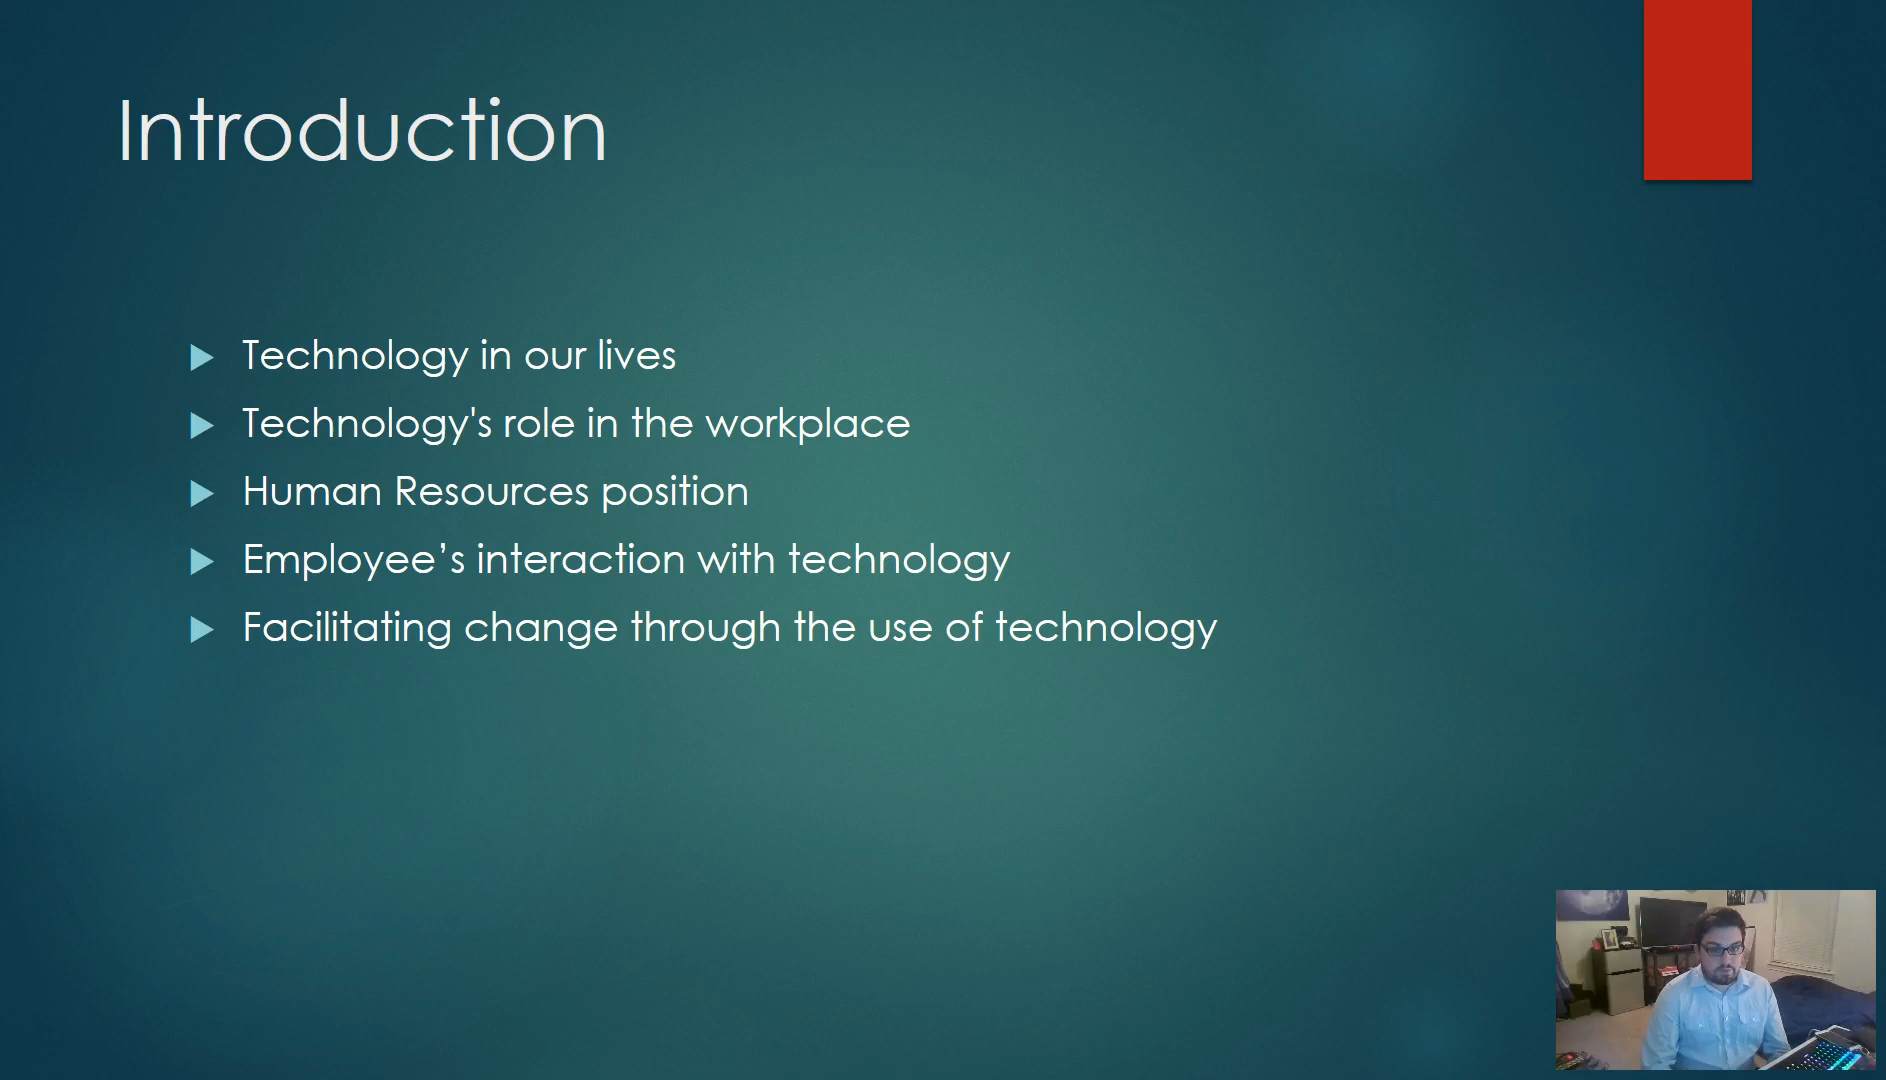 Introduction
Technology in our lives
Technology's role in the workplace
Human Resources position
Employee’s interaction with technology
Facilitating change through the use of technology